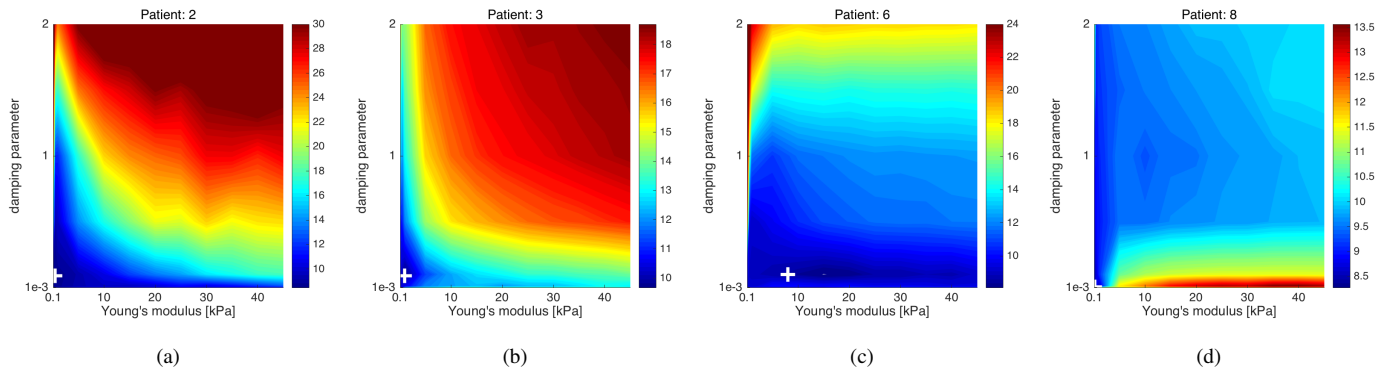 Patient: 2
damping parameter
2
1
1e-3
0.1 10 20 30 40
Young's modulus [kPa]
30
28
26
24
22
20
18
16
14
12
10
(a)
Patient: 3
damping parameter
2
1
1e-3
0.1 10 20 30 40
Young's modulus [kPa]
18
17
16
15
14
13
12
11
10
(b)
Patient: 6
damping parameter
2
1
1e-3
0.1 10 20 30 40
Young's modulus [kPa]
24
22
20
18
16
14
12
10
(c)
Patient: 8
damping parameter
2
1
1e-3
0.1 10 20 30 40
Young's modulus [kPa]
13.5
13
12.5
12
11.5
11
10.5
10
9.5
9
8.5
(d)